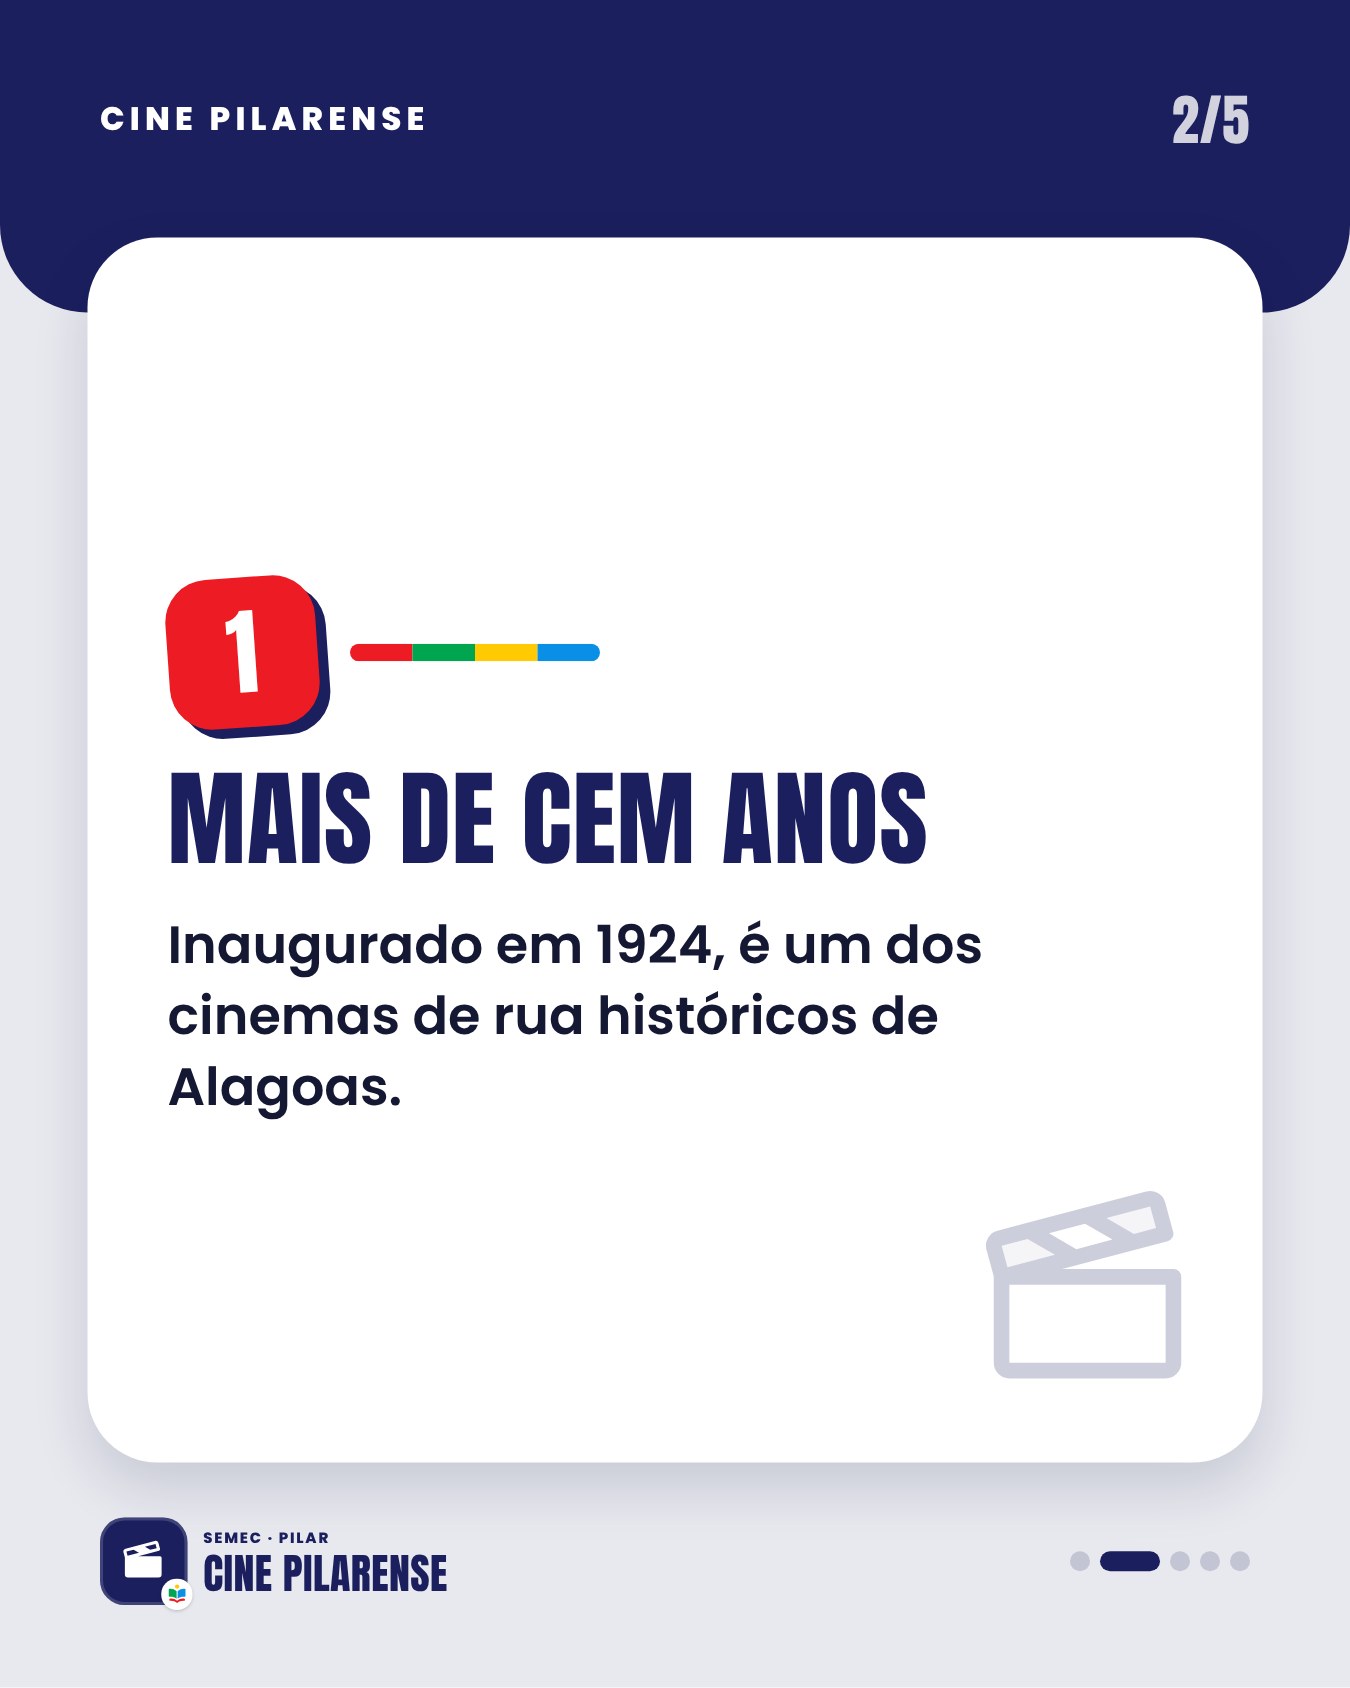 CINE PILARENSE
2/5
1
MAIS DE CEM ANOS
Inaugurado em 1924, é um dos
cinemas de rua históricos de
Alagoas.
SEMEC · PILAR
CINE PILARENSE